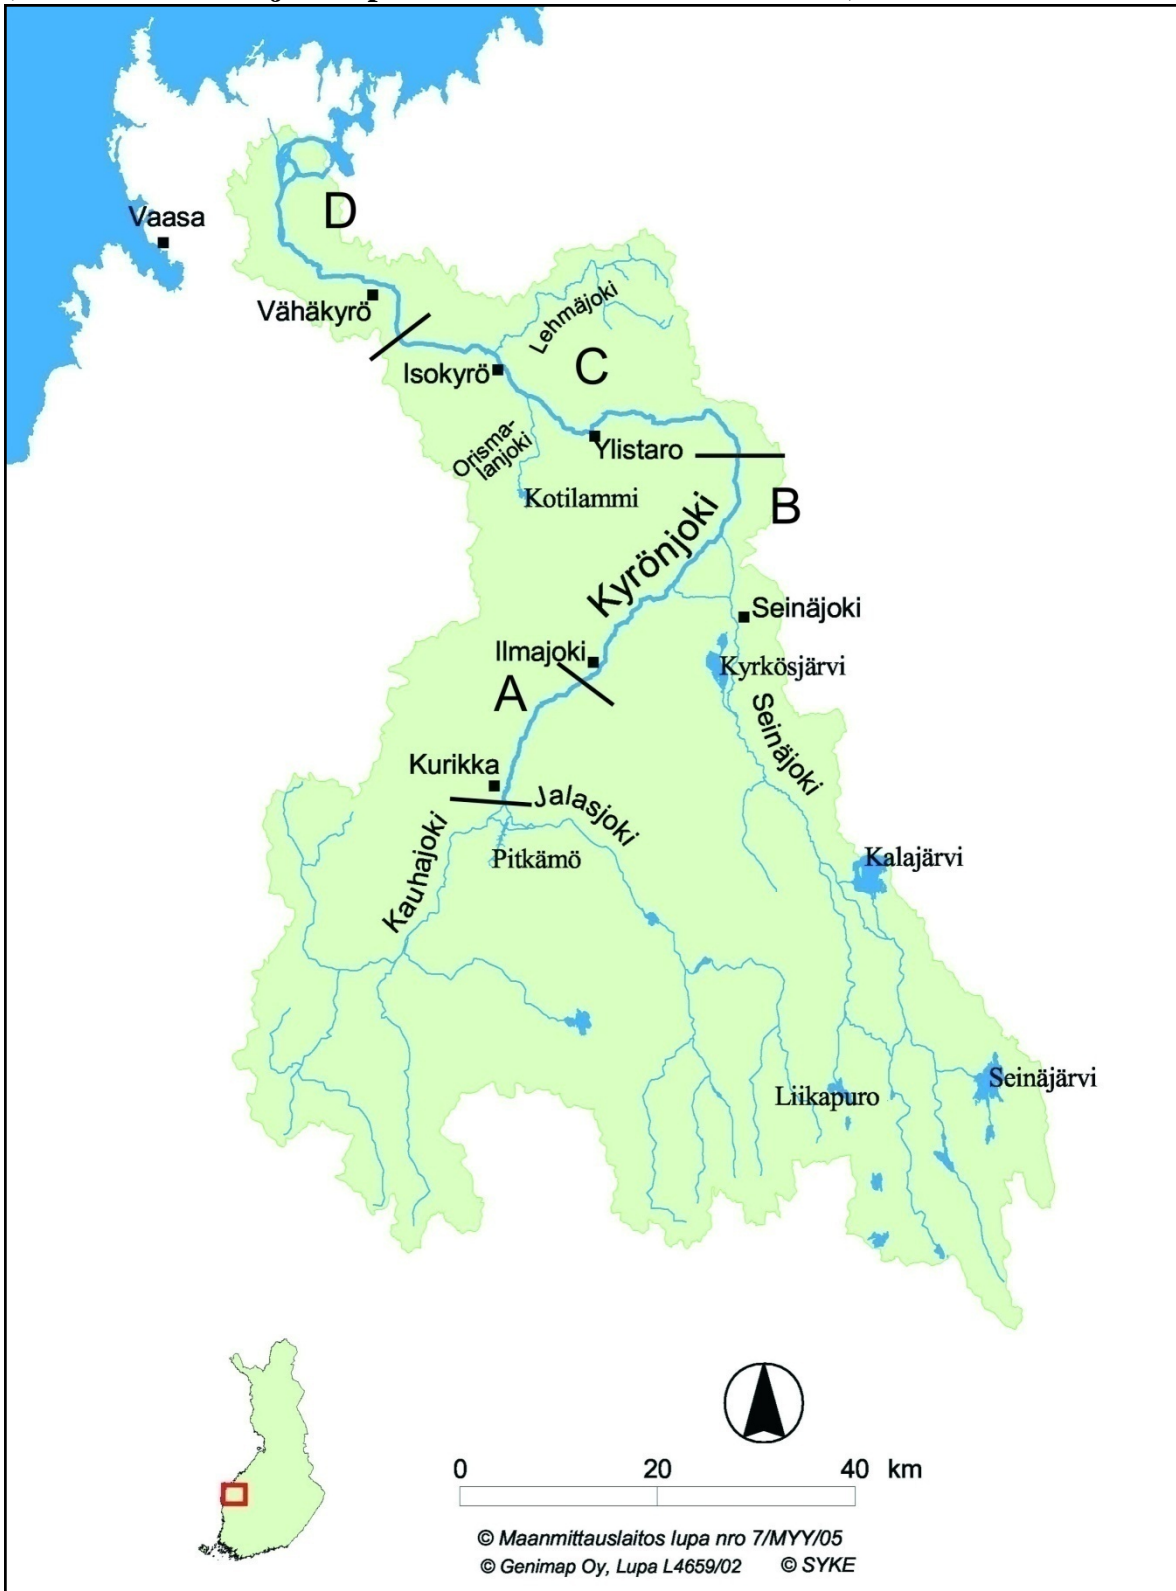 Vaasa
D
Vähäkyrö
Lehmäjoki
C
Isokyrö
Orisma-
lanjoki
Ylistaro
Kotilammi
B
Kyrönjoki
Seinäjoki
Ilmajoki
Kyrkösjärvi
A
Seinäjoki
Kurikka
Jalasjoki
Kauhajoki
Pitkämö
Kalajärvi
Seinäjärvi
Liikapuro
0 20 40 km
© Maanmittauslaitos lupa nro 7/MYY/05
© Genimap Oy, Lupa L4659/02 © SYKE